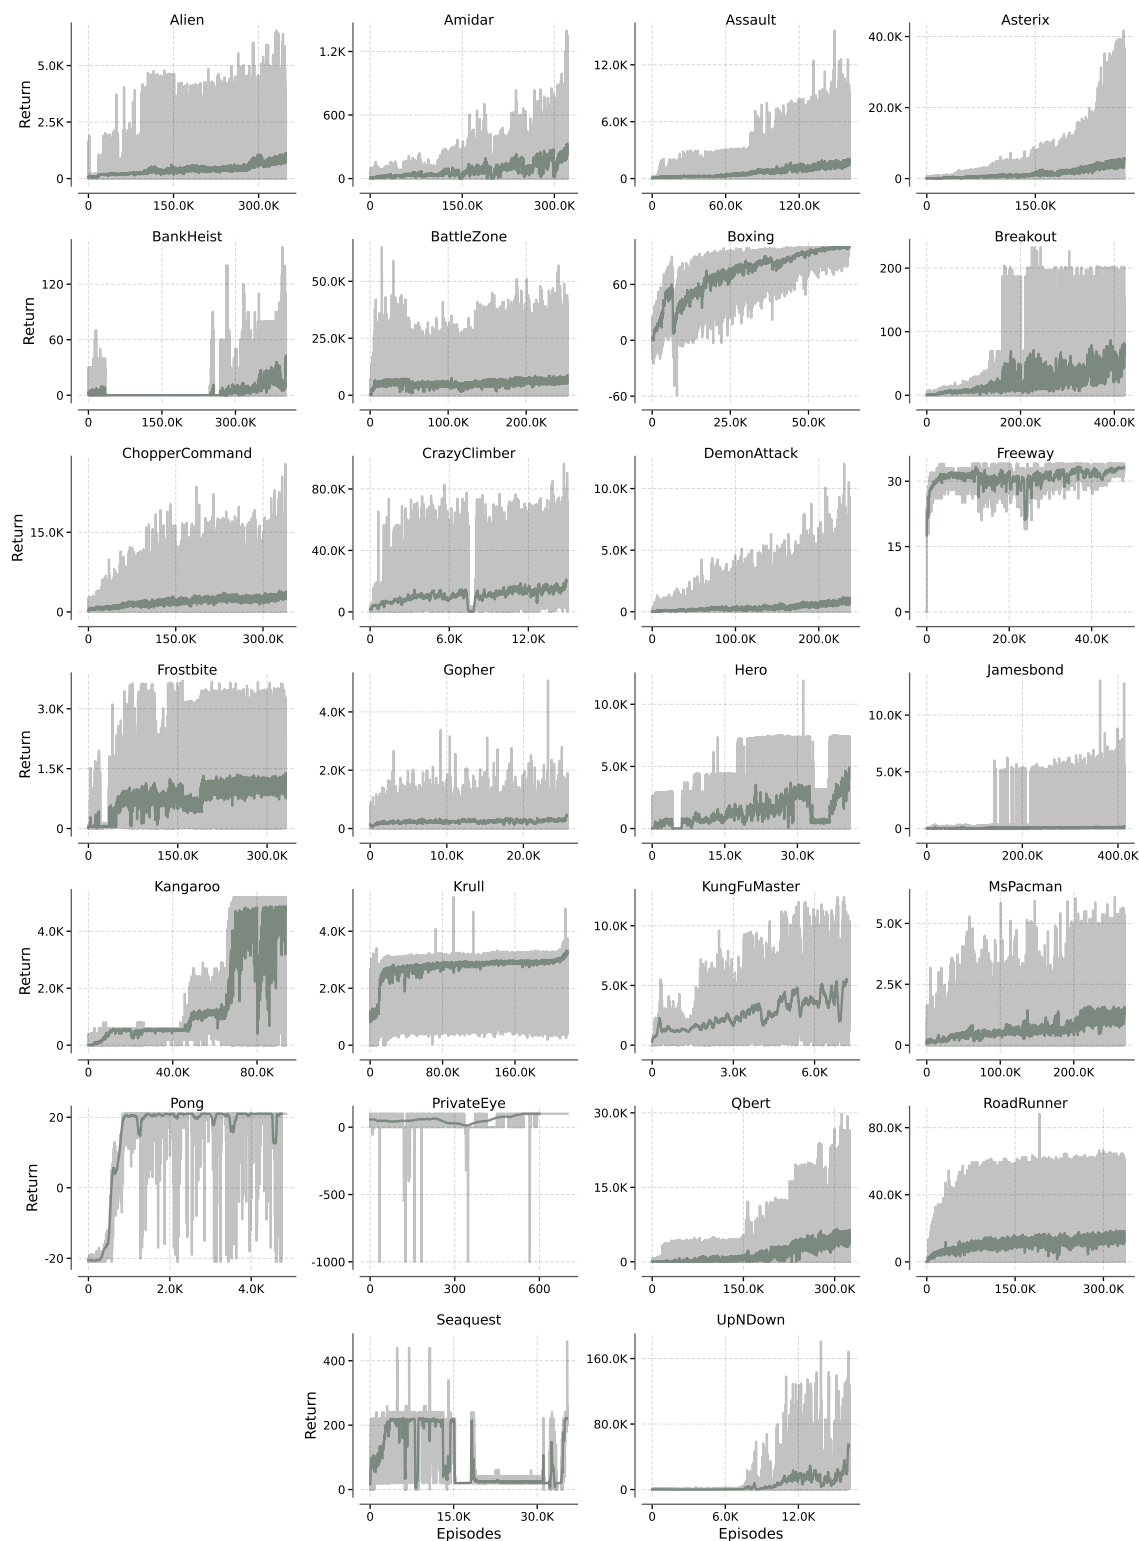 Alien
Amidar
Assault
Asterix
Return
5.0K
2.5K
0
0
150.0K
300.0K
1.2K
600
0
0
150.0K
300.0K
12.0K
6.0K
0
0
60.0K
120.0K
40.0K
20.0K
0
0
150.0K
BankHeist
BattleZone
Boxing
Breakout
Return
120
60
0
0
150.0K
300.0K
50.0K
25.0K
0
0
100.0K
200.0K
60
0
-60
0
25.0K
50.0K
200
100
0
0
200.0K
400.0K
ChopperCommand
CrazyClimber
DemonAttack
Freeway
Return
15.0K
0
0
150.0K
300.0K
80.0K
40.0K
0
0
6.0K
12.0K
10.0K
5.0K
0
0
100.0K
200.0K
30
15
0
0
20.0K
40.0K
Frostbite
Gopher
Hero
Jamesbond
Return
3.0K
1.5K
0
0
150.0K
300.0K
4.0K
2.0K
0
0
10.0K
20.0K
10.0K
5.0K
0
0
15.0K
30.0K
10.0K
5.0K
0
0
200.0K
400.0K
Kangaroo
Krull
KungFuMaster
MsPacman
Return
4.0K
2.0K
0
0
40.0K
80.0K
4.0K
2.0K
0
0
80.0K
160.0K
10.0K
5.0K
0
0
3.0K
6.0K
5.0K
2.5K
0
0
100.0K
200.0K
Pong
PrivateEye
Qbert
RoadRunner
Return
20
0
-20
0
2.0K
4.0K
0
-500
-1000
0
300
600
30.0K
15.0K
0
0
150.0K
300.0K
80.0K
40.0K
0
0
150.0K
300.0K
Seaquest
UpNDown
Return
400
200
0
0
15.0K
30.0K
Episodes
160.0K
80.0K
0
0
6.0K
12.0K
Episodes